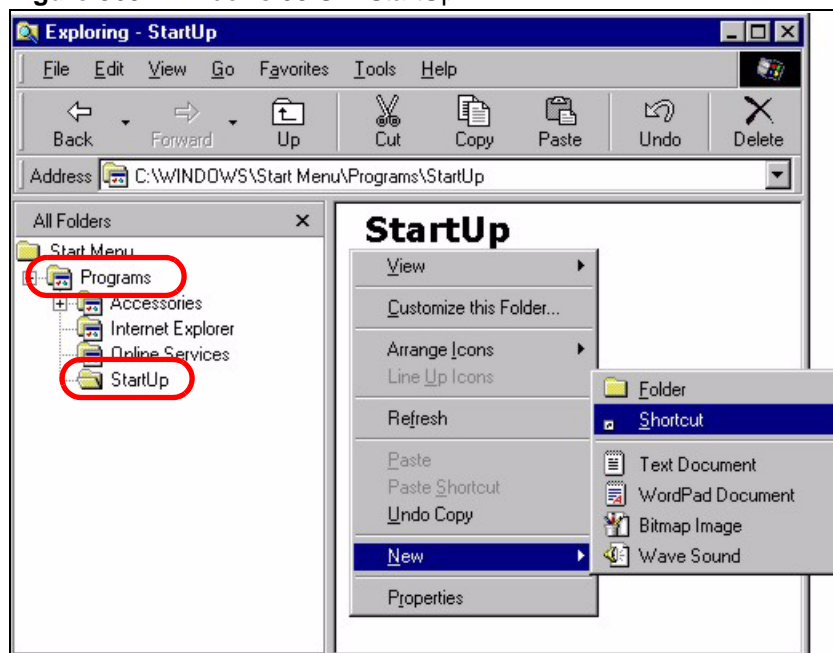 Exploring - StartUp
File Edit View Go Favorites Tools Help
Back Forward Up Cut Copy Paste Undo Delete
Address C:\WINDOWS\Start Menu\Programs\StartUp
All Folders
Start Menu
Programs
Accessories
Internet Explorer
Online Services
StartUp
StartUp
View
Customize this Folder...
Arrange Icons
Line Up Icons
Refresh
Paste
Paste Shortcut
Undo Copy
New
Properties
Folder
Shortcut
Text Document
WordPad Document
Bitmap Image
Wave Sound